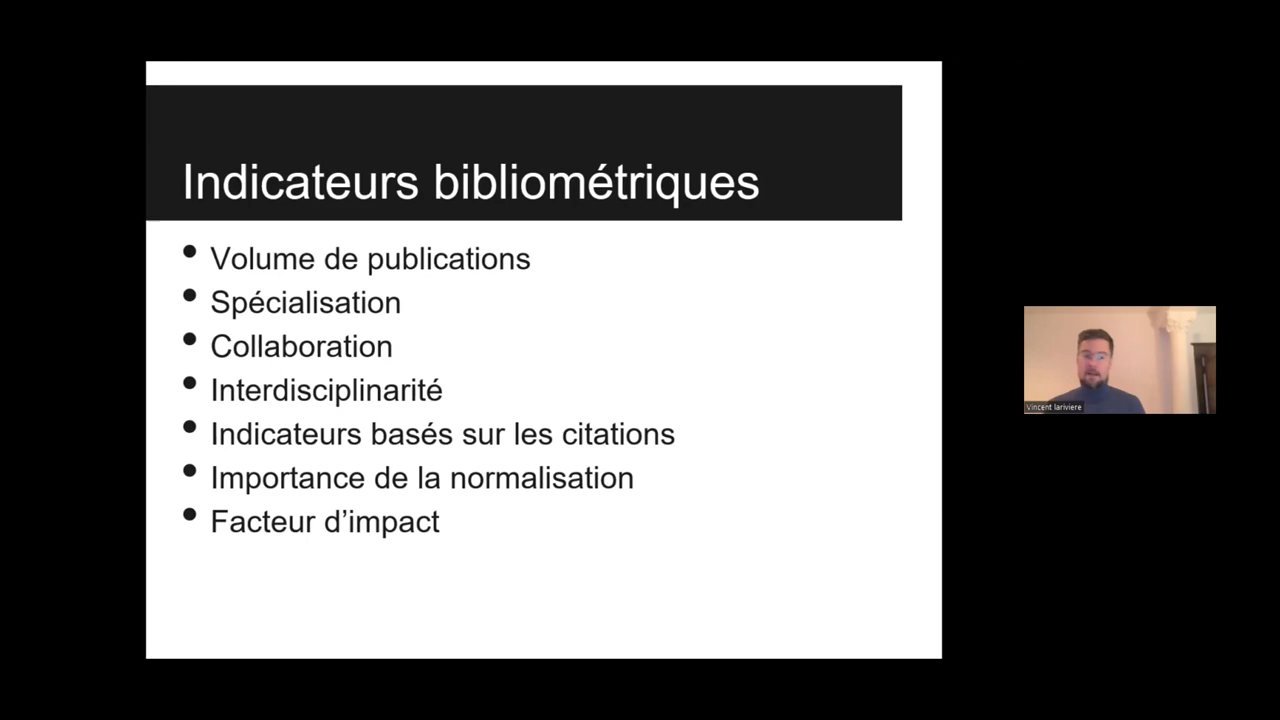 Indicateurs bibliométriques
• Volume de publications
• Spécialisation
• Collaboration
• Interdisciplinarité
• Indicateurs basés sur les citations
• Importance de la normalisation
• Facteur d’impact
Vincent lariviere